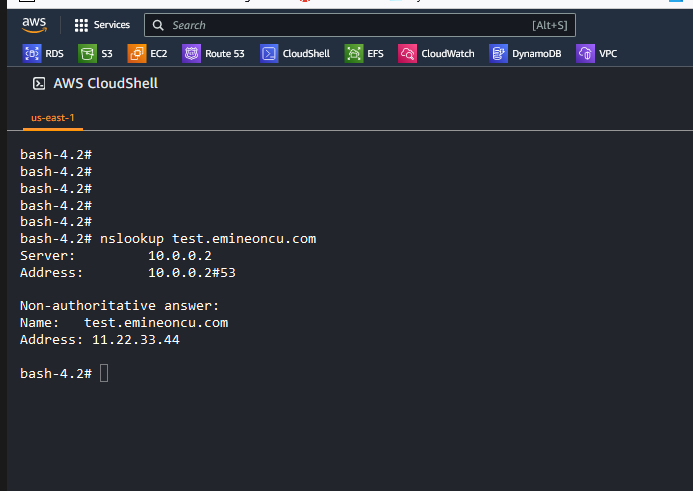 aws
Services
Search
[Alt+S]
RDS S3 EC2 Route 53 CloudShell EFS CloudWatch DynamoDB VPC
AWS CloudShell
us-east-1
bash-4.2#
bash-4.2#
bash-4.2#
bash-4.2#
bash-4.2#
bash-4.2# nslookup test.emineoncu.com
Server: 10.0.0.2
Address: 10.0.0.2#53
Non-authoritative answer:
Name: test.emineoncu.com
Address: 11.22.33.44
bash-4.2#